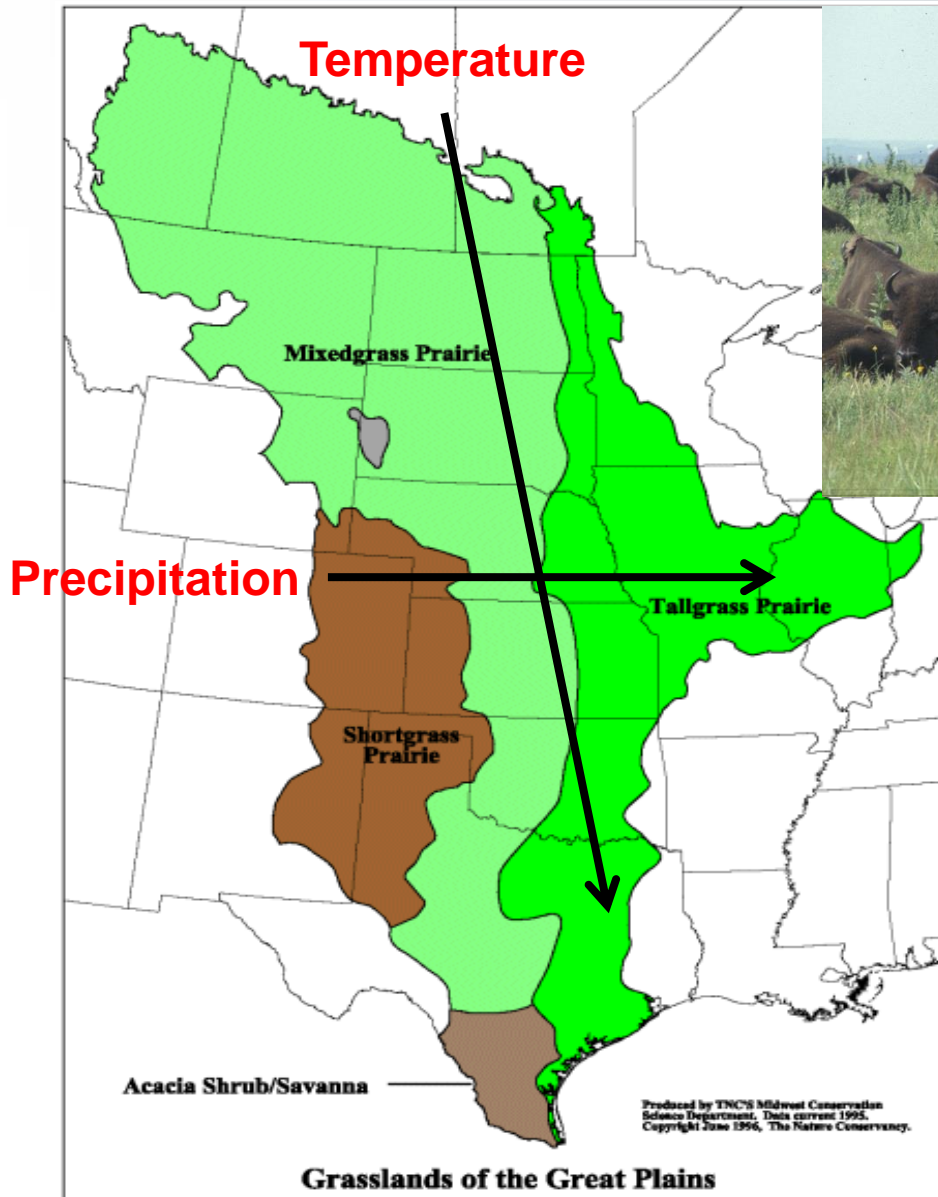 Temperature
Mixedgrass Prairie
Precipitation
Tallgrass Prairie
Shortgrass
Prairie
Acacia Shrub/Savanna
Produced by TNC'S Midwest Conservation
Science Department. Data current 1995.
Copyright June 1996, The Nature Conservancy.
Grasslands of the Great Plains